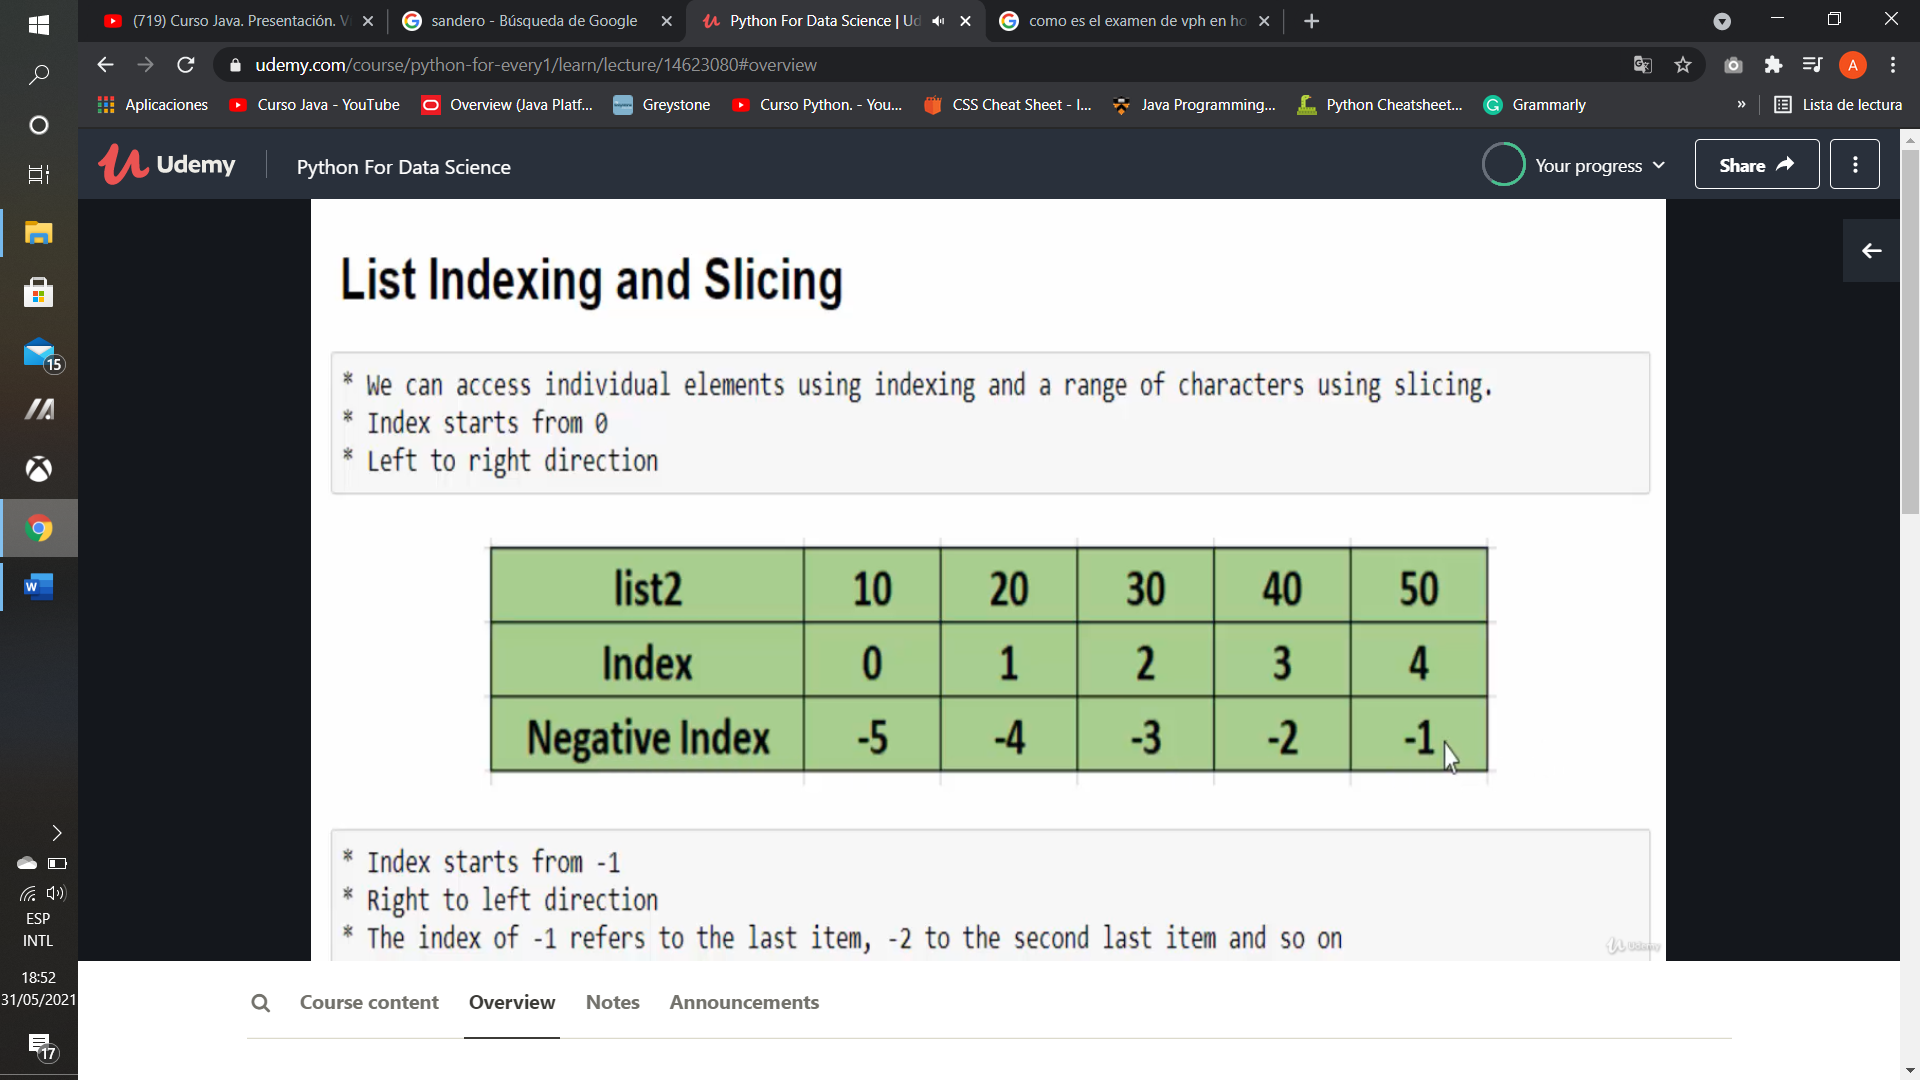 (719) Curso Java. Presentación. V
sandero - Búsqueda de Google
Python For Data Science | Ud
como es el examen de vph en ho
udemy.com/course/python-for-every1/learn/lecture/14623080#overview
A
Aplicaciones
Curso Java - YouTube
Overview (Java Platf...
Greystone
Curso Python. - You...
CSS Cheat Sheet - I...
Java Programming...
Python Cheatsheet...
Grammarly
»
Lista de lectura
Udemy
Python For Data Science
Your progress
Share
List Indexing and Slicing
* We can access individual elements using indexing and a range of characters using slicing.
* Index starts from 0
* Left to right direction
list2 10 20 30 40 50
Index 0 1 2 3 4
Negative Index -5 -4 -3 -2 -1
* Index starts from -1
* Right to left direction
* The index of -1 refers to the last item, -2 to the second last item and so on
Udemy
Course content
Overview
Notes
Announcements
15
W
ESP
INTL
18:52
31/05/2021
17